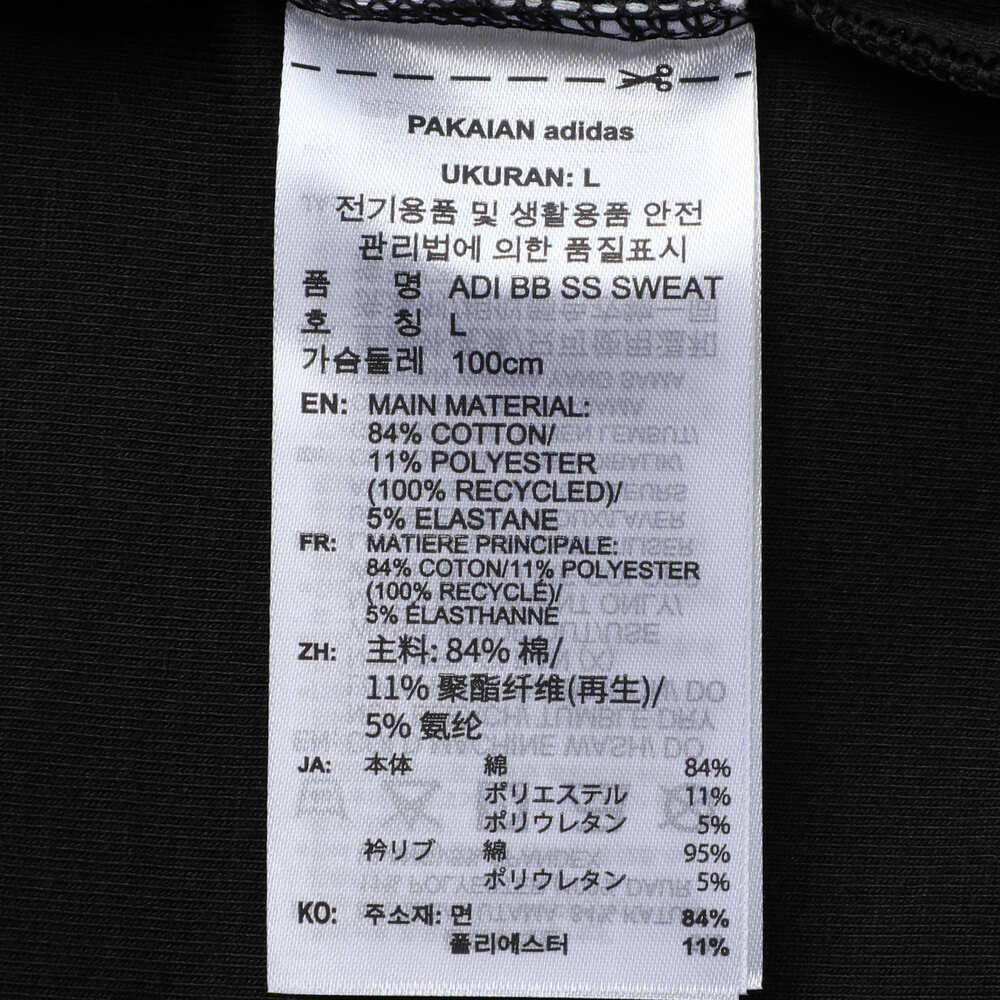 PAKAIAN adidas
UKURAN: L
전기용품 및 생활용품 안전
관리법에 의한 품질표시
품 명 ADI BB SS SWEAT
호 칭 L
가슴둘레 100cm
EN: MAIN MATERIAL:
84% COTTON/
11% POLYESTER
(100% RECYCLED)/
5% ELASTANE
FR: MATIERE PRINCIPALE:
84% COTON/11% POLYESTER
(100% RECYCLÉ)/
5% ÉLASTHANNE
ZH: 主料: 84% 棉/
11% 聚酯纤维(再生)/
5% 氨纶
JA: 本体 綿 84%
ポリエステル 11%
ポリウレタン 5%
衿リブ 綿 95%
ポリウレタン 5%
KO: 주소재: 면 84%
폴리에스터 11%